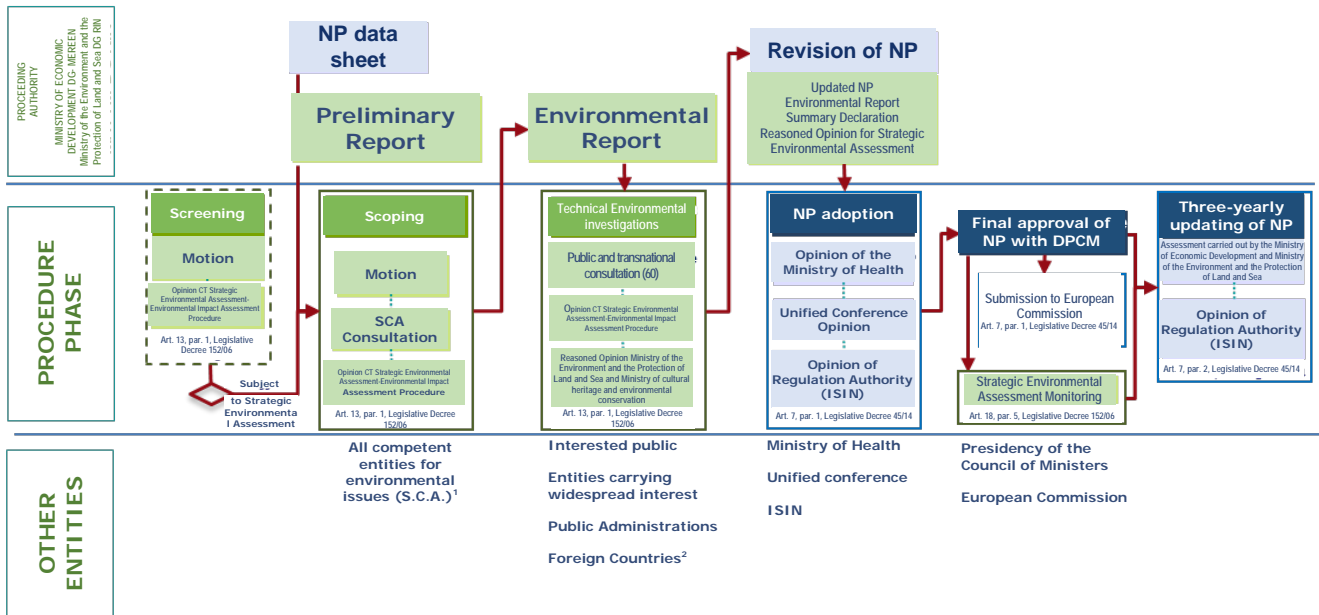 PROCEEDING
AUTHORITY
MINISTRY OF ECONOMIC
DEVELOPMENT DG- MEREEN
Ministry of the Environment and the
Protection of Land and Sea DG RIN
NP data
sheet
Preliminary
Report
Environmental
Report
Revision of NP
Updated NP
Environmental Report
Summary Declaration
Reasoned Opinion for Strategic
Environmental Assessment
PROCEDURE
PHASE
Screening
Motion
Opinion CT Strategic
Environmental Assessment-
Environmental Impact Assessment
Procedure
Art. 13, par. 1, Legislative
Decree 152/06
Subject
to Strategic
Environmenta
l Assessment
Scoping
Motion
SCA
Consultation
Opinion CT Strategic Environmental
Assessment-Environmental Impact
Assessment Procedure
Art. 13, par. 1, Legislative
Decree 152/06
Technical Environmental
investigations
Public and transnational
consultation (60)
Opinion CT Strategic Environmental
Assessment-Environmental Impact
Assessment Procedure
Reasoned Opinion Ministry of the
Environment and the Protection of
Land and Sea and Ministry of cultural
heritage and environmental
conservation
Art. 13, par. 1, Legislative Decree
152/06
NP adoption
Opinion of the
Ministry of Health
Unified Conference
Opinion
Opinion of
Regulation Authority
(ISIN)
Art. 7, par. 1, Legislative Decree 45/14
Final approval of
NP with DPCM
Submission to European
Commission
Art. 7, par. 1, Legislative Decree 45/14
Strategic Environmental
Assessment Monitoring
Art. 18, par. 5, Legislative Decree 152/06
Three-yearly
updating of NP
Assessment carried out by the Ministry
of Economic Development and Ministry
of the Environment and the Protection
of Land and Sea
Opinion of
Regulation Authority
(ISIN)
Art. 7, par. 2, Legislative Decree 45/14
OTHER
ENTITIES
All competent
entities for
environmental
issues (S.C.A.)¹
Interested public
Entities carrying
widespread interest
Public Administrations
Foreign Countries²
Ministry of Health
Unified conference
ISIN
Presidency of the
Council of Ministers
European Commission